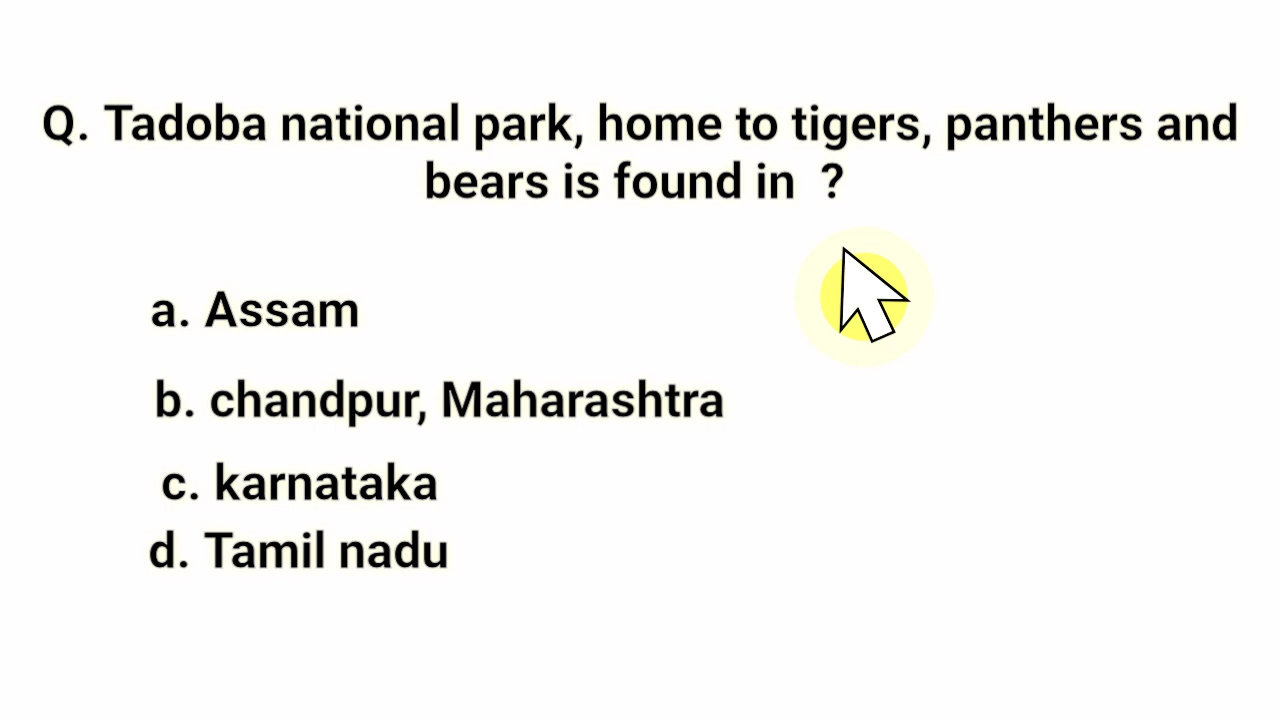 Q. Tadoba national park, home to tigers, panthers and
bears is found in ?
a. Assam
b. chandpur, Maharashtra
c. karnataka
d. Tamil nadu